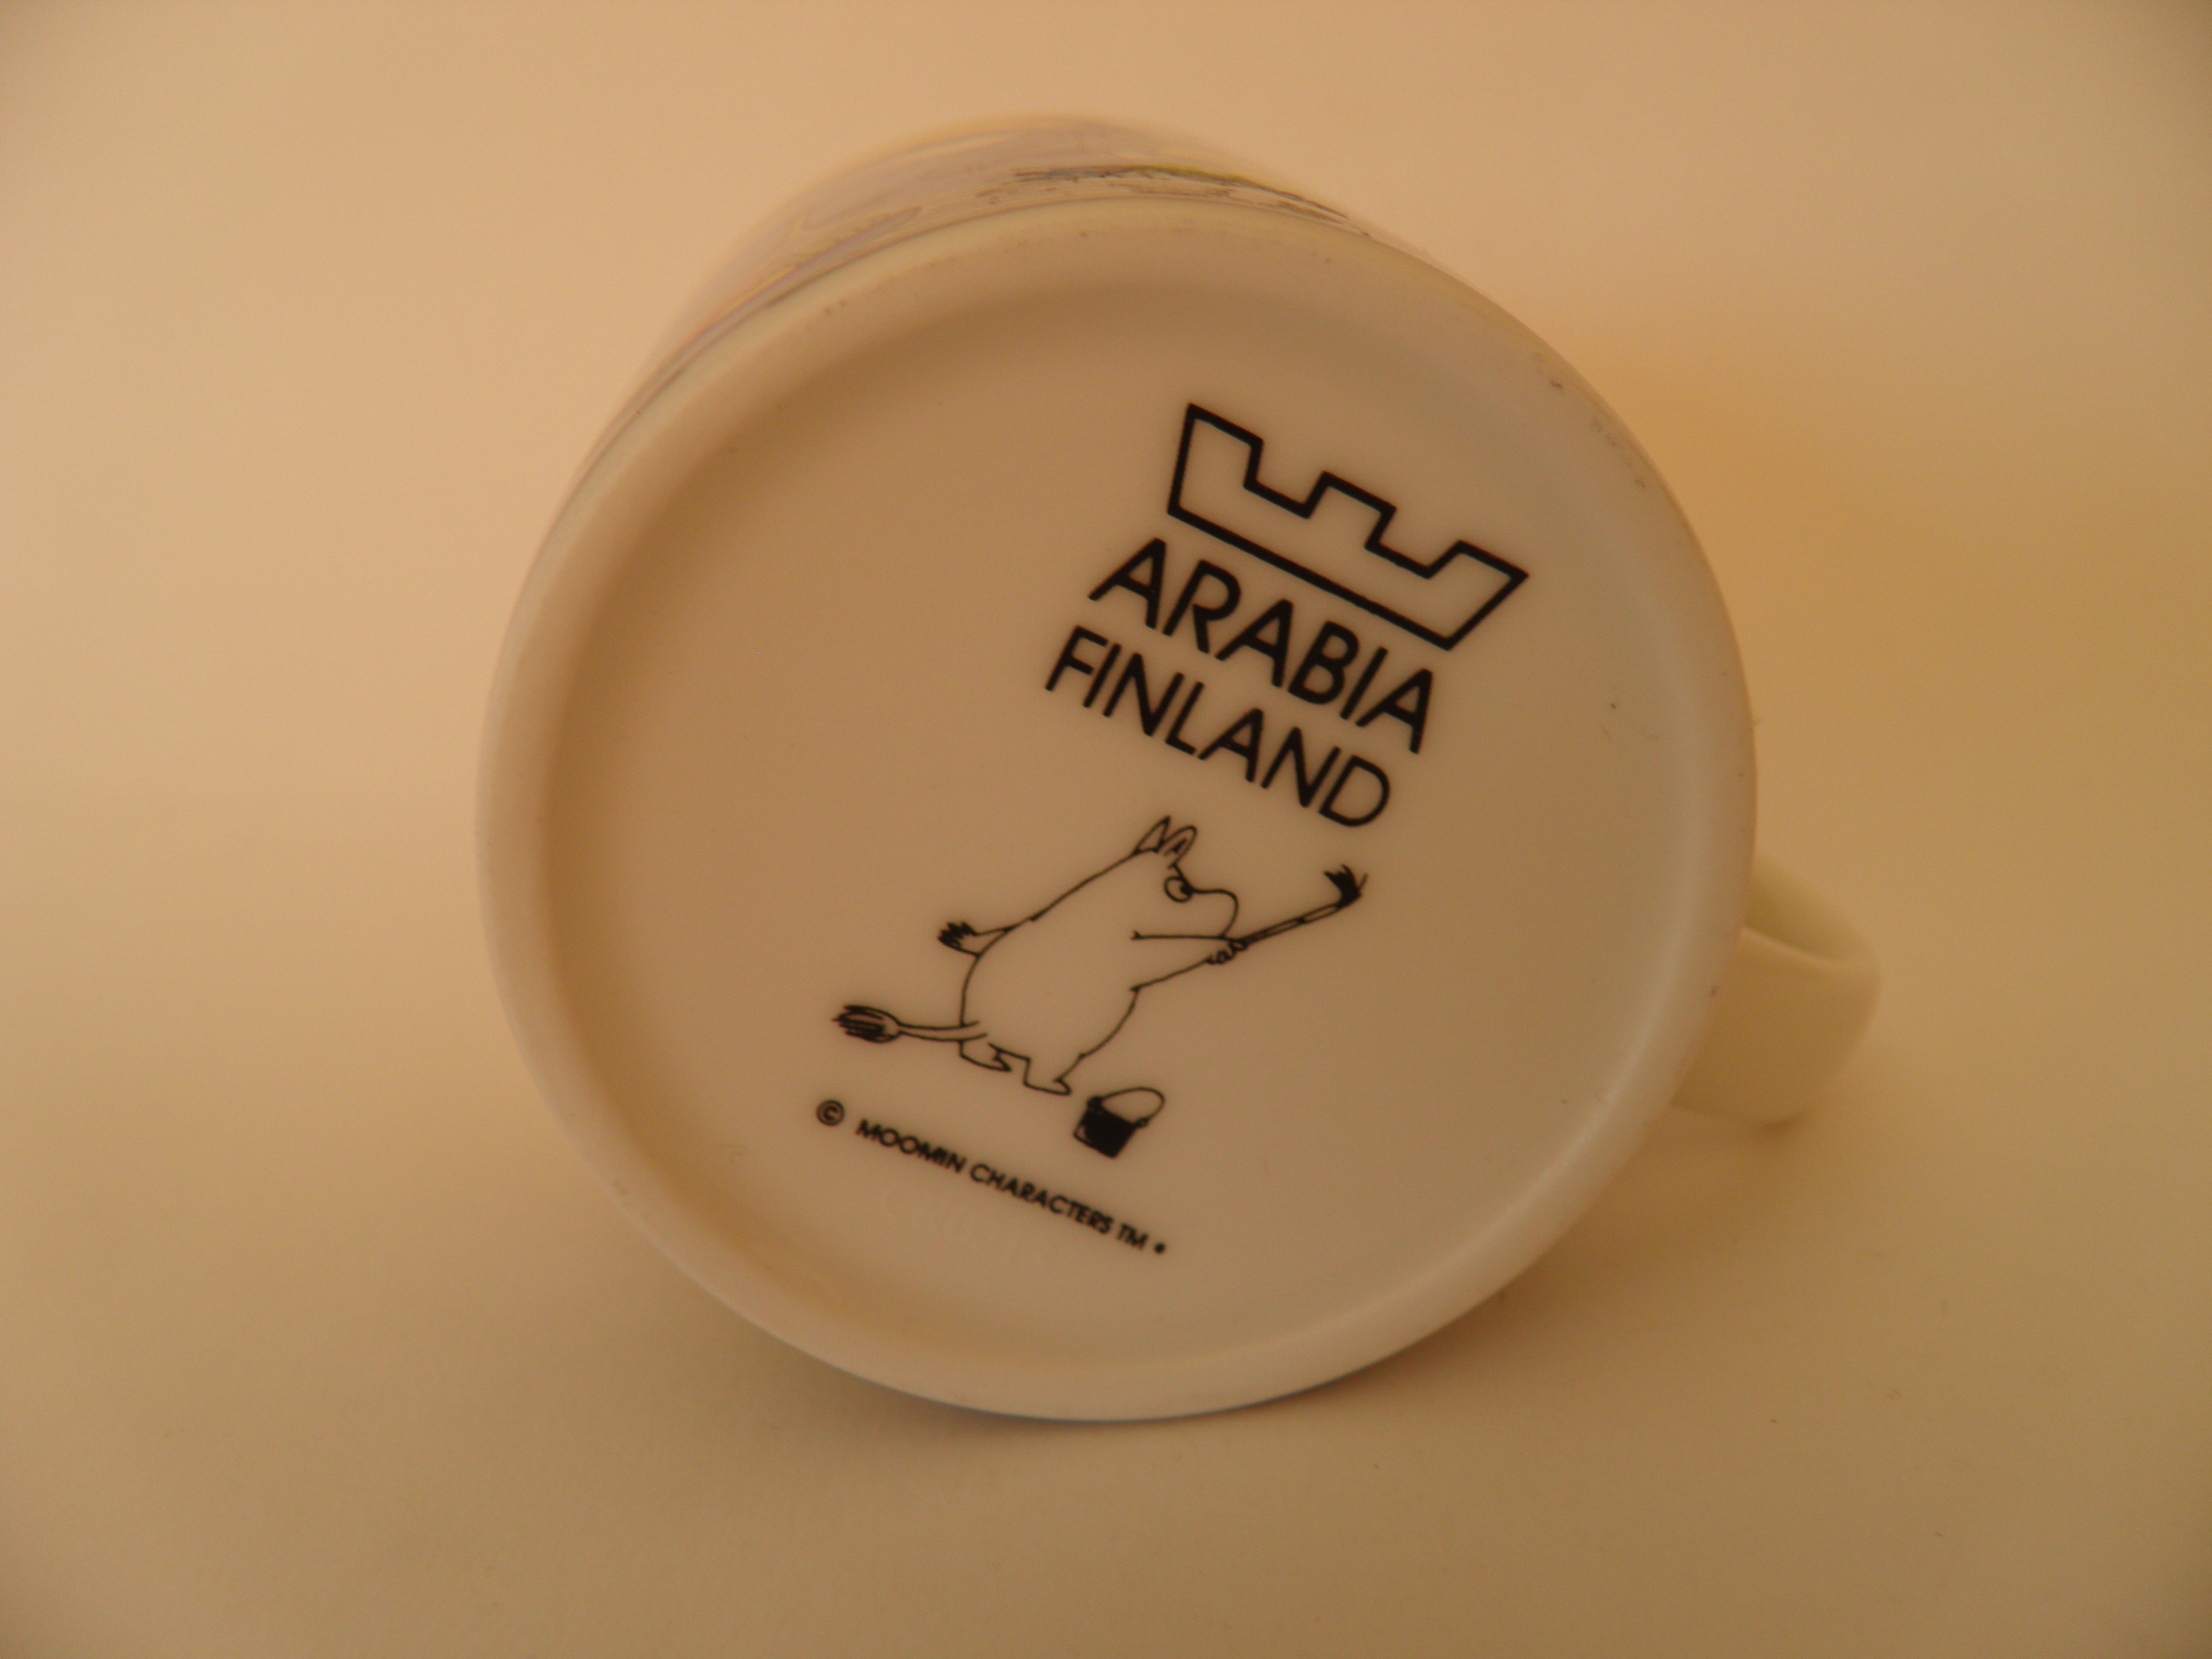 ARABIA
FINLAND
© MOOMIN CHARACTERS TM